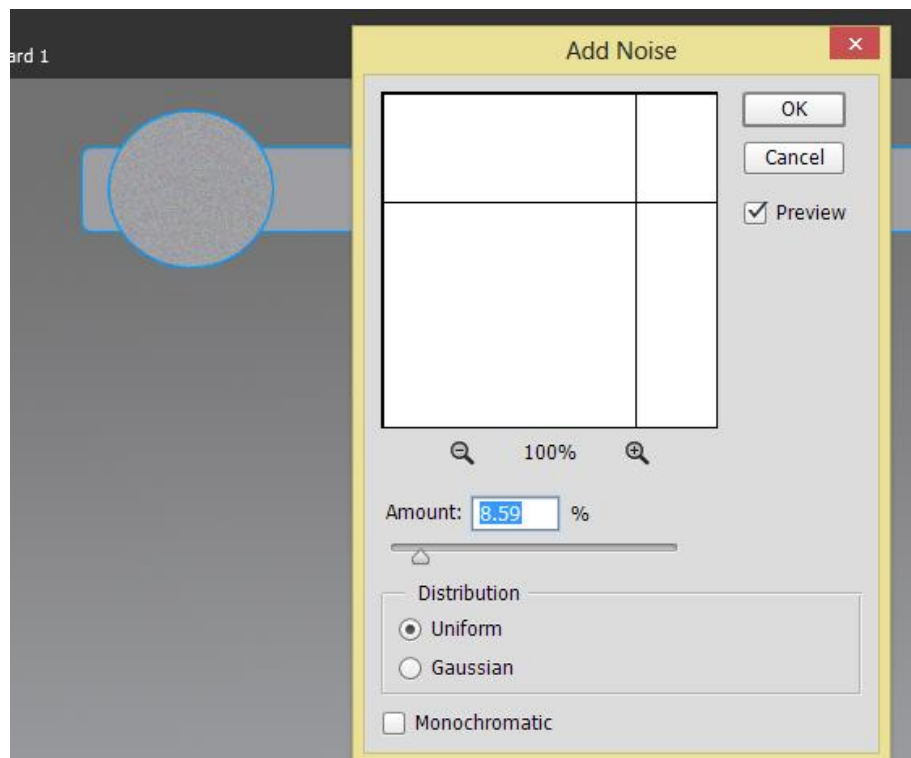 ard 1
Add Noise
OK
Cancel
Preview
100%
Amount: 8.59 %
Distribution
Uniform
Gaussian
Monochromatic